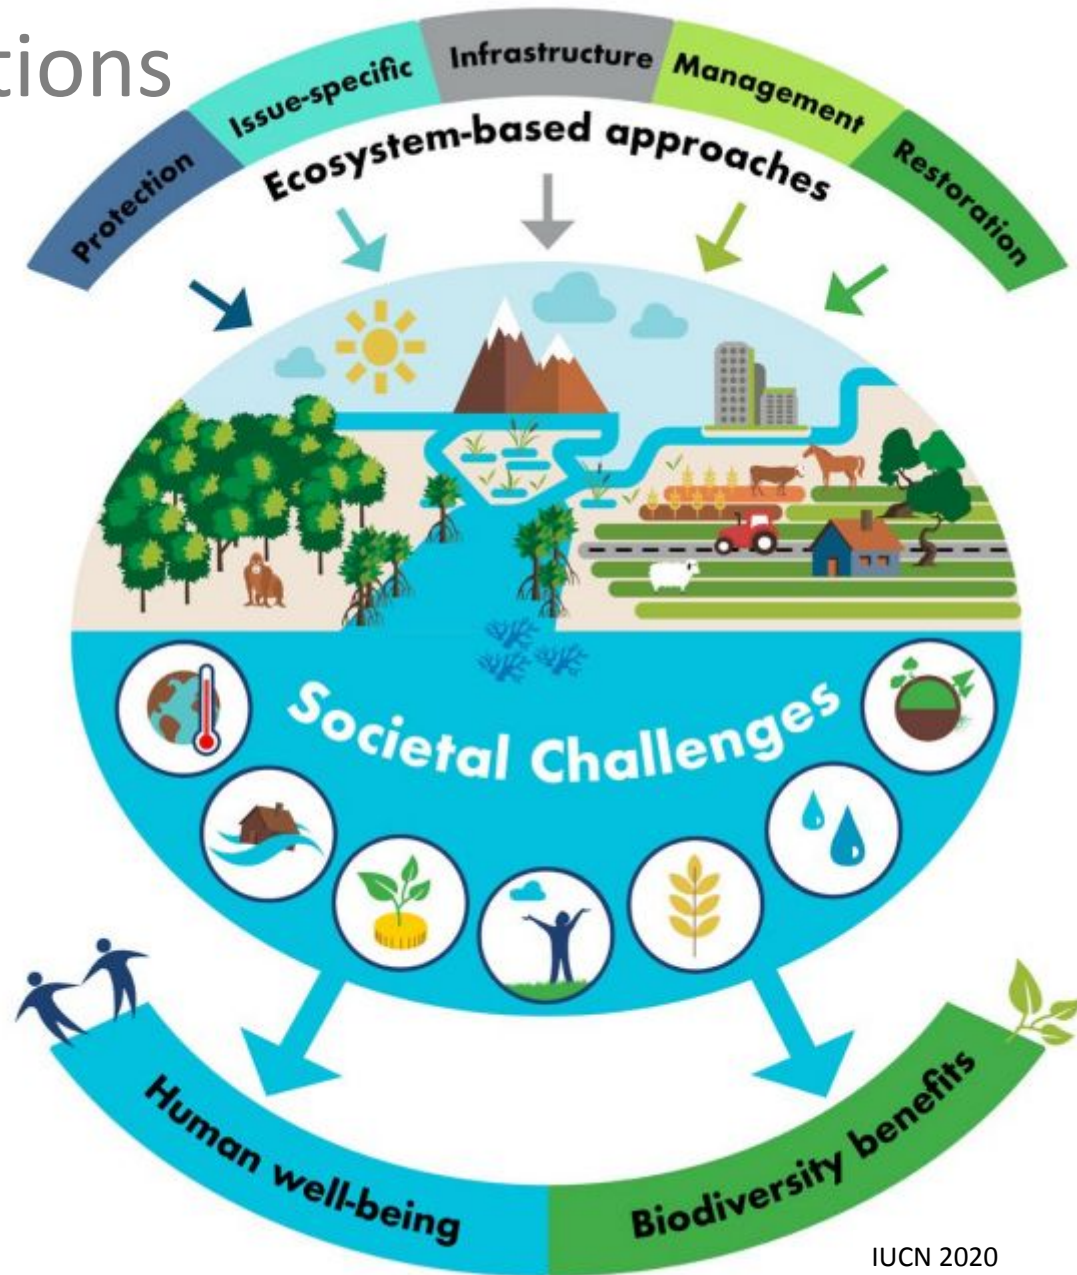 tions
Protection
Issue-specific
Infrastructure
Management
Restoration
Ecosystem-based approaches
Societal Challenges
Human well-being
Biodiversity benefits
IUCN 2020